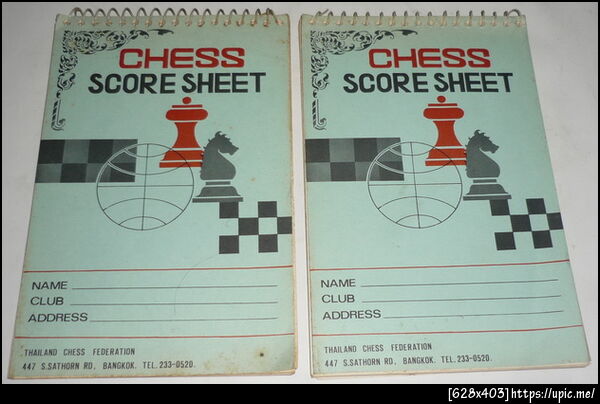 CHESS
SCORE SHEET
NAME
CLUB
ADDRESS
THAILAND CHESS FEDERATION
447 S.SATHORN RD, BANGKOK. TEL. 233-0520.
CHESS
SCORE SHEET
NAME
CLUB
ADDRESS
THAILAND CHESS FEDERATION
447 S.SATHORN RD, BANGKOK. TEL. 233-0520.
[628x403]https://upic.me/